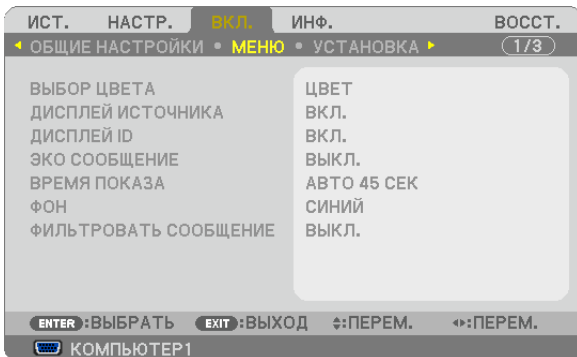 ИСТ. НАСТР. ВКЛ. ИНФ. ВОССТ.
ОБЩИЕ НАСТРОЙКИ • МЕНЮ • УСТАНОВКА 1/3
ВЫБОР ЦВЕТА ЦВЕТ
ДИСПЛЕЙ ИСТОЧНИКА ВКЛ.
ДИСПЛЕЙ ID ВКЛ.
ЭКО СООБЩЕНИЕ ВЫКЛ.
ВРЕМЯ ПОКАЗА АВТО 45 СЕК
ФОН СИНИЙ
ФИЛЬТРОВАТЬ СООБЩЕНИЕ ВЫКЛ.
ENTER :ВЫБРАТЬ EXIT :ВЫХОД :ПЕРЕМ. :ПЕРЕМ.
КОМПЬЮТЕР1